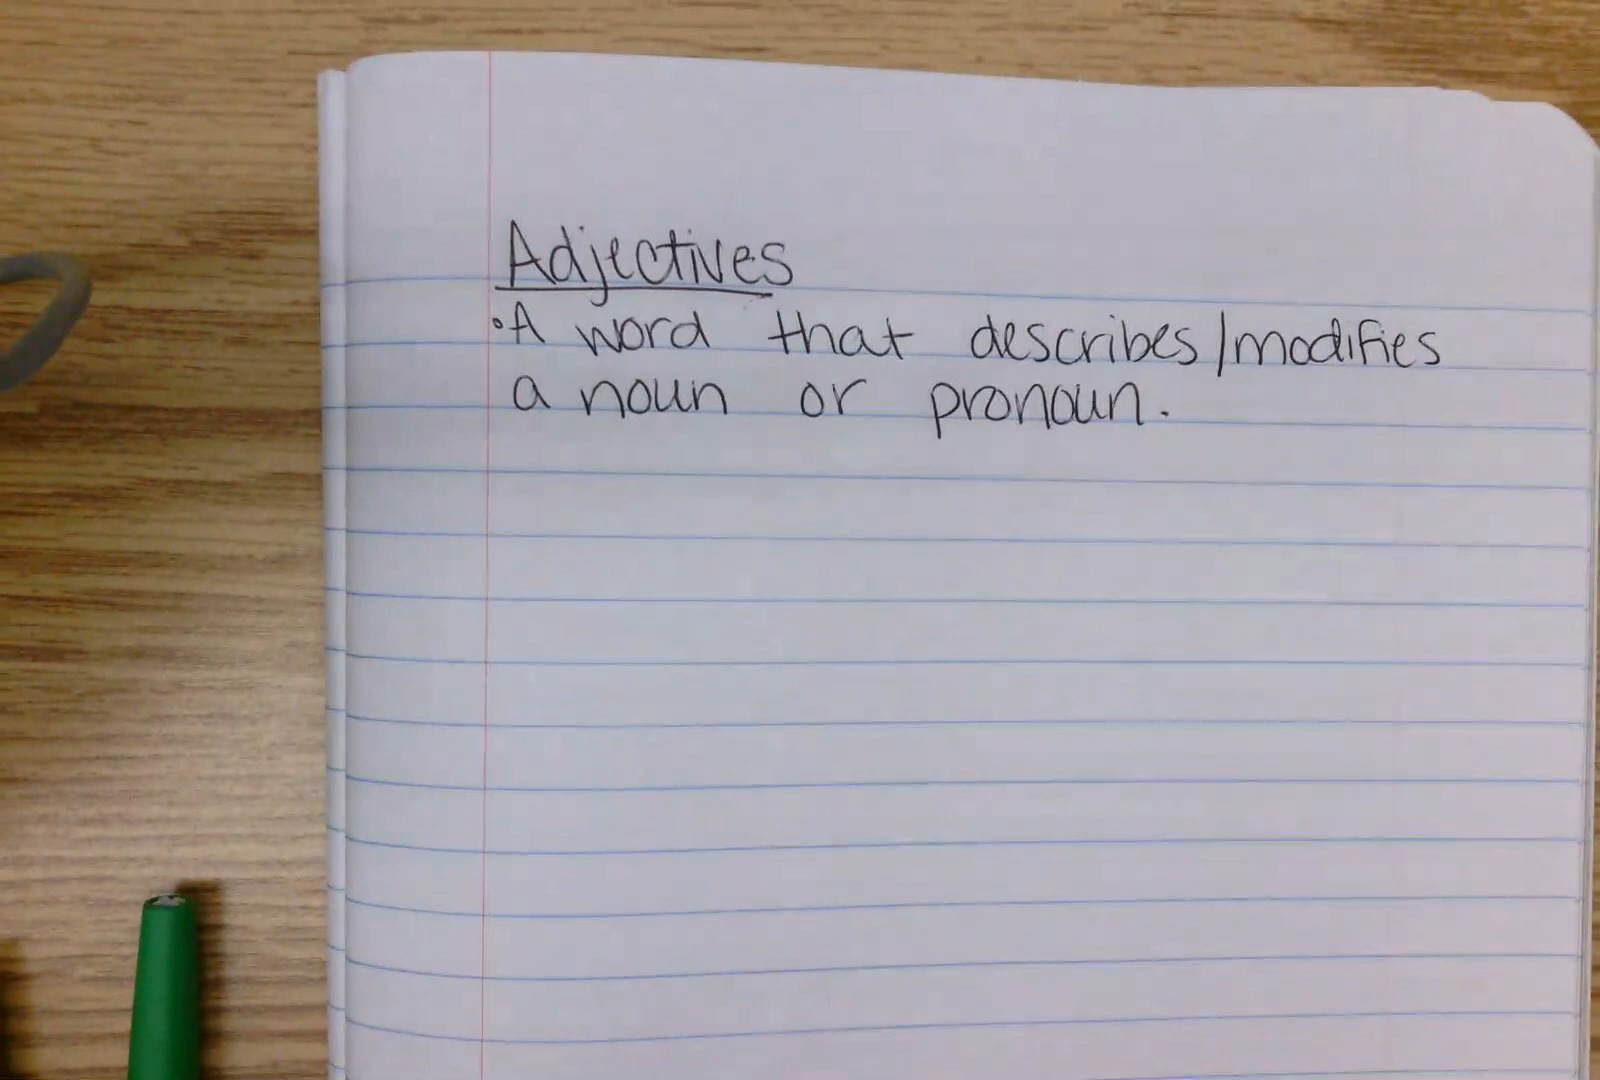 Adjectives
•A word that describes/modifies
a noun or pronoun.